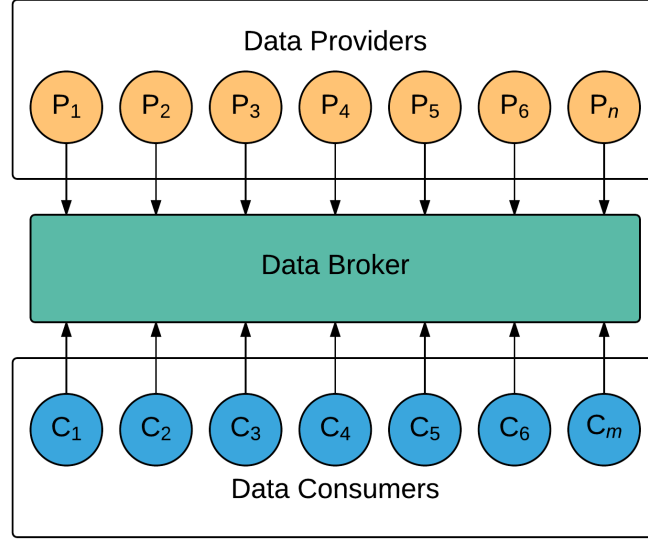 Data Providers
P₁ P₂ P₃ P₄ P₅ P₆ Pₙ
Data Broker
C₁ C₂ C₃ C₄ C₅ C₆ Cₘ
Data Consumers